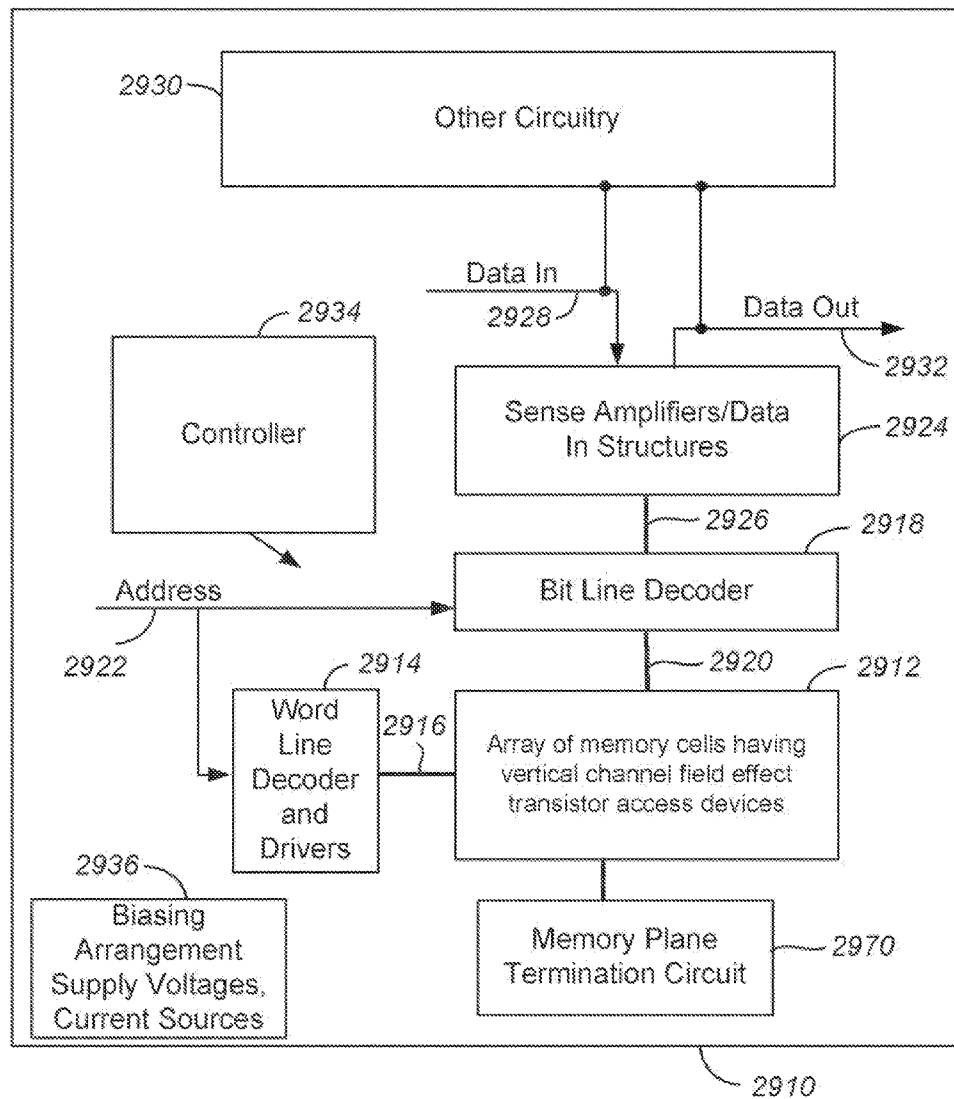 2930
Other Circuitry
Data In
2928
2934
Data Out
2932
Controller
Sense Amplifiers/Data
In Structures
2924
2926
2918
Address
Bit Line Decoder
2922
2920
2914
2912
Word
Line
Decoder
and
Drivers
2916
Array of memory cells having
vertical channel field effect
transistor access devices
2936
Biasing
Arrangement
Supply Voltages,
Current Sources
Memory Plane
Termination Circuit
2970
2910